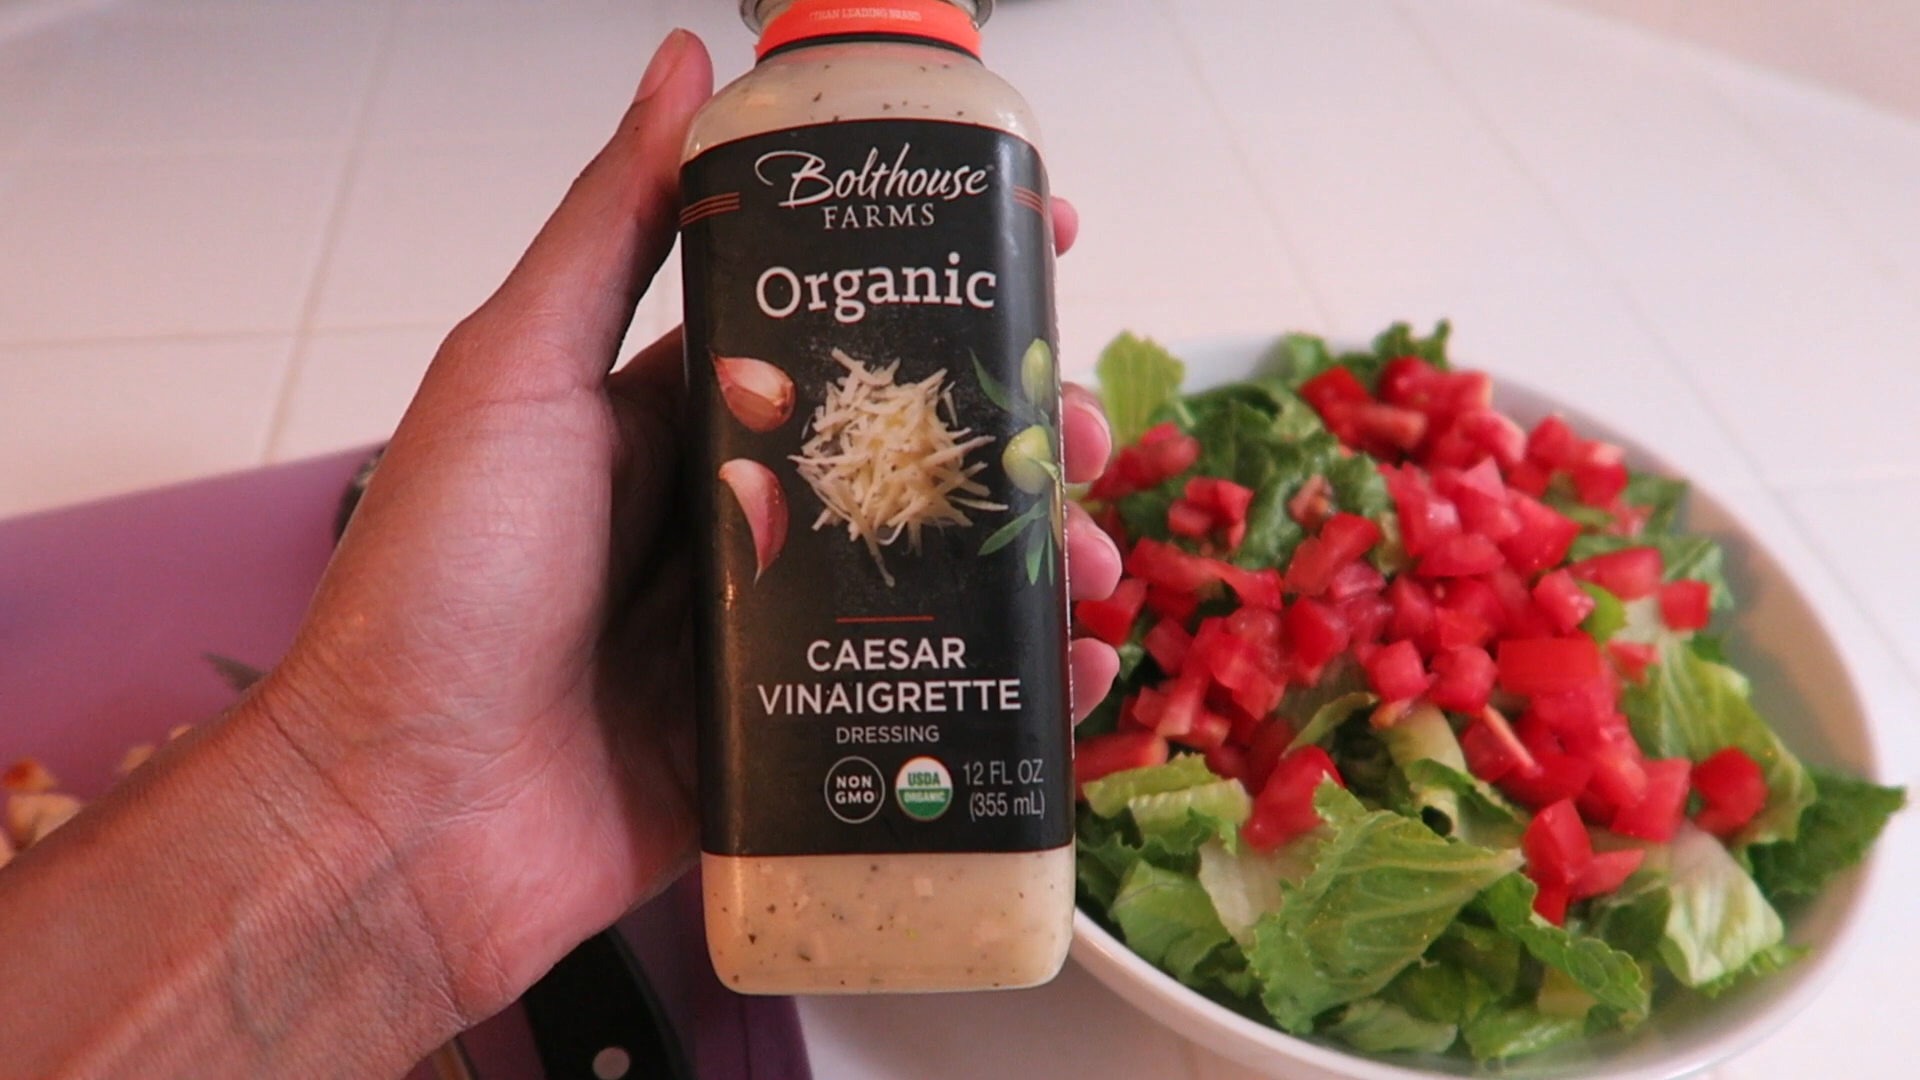 THAN LEADING BRAND
Bolthouse
FARMS
Organic
CAESAR
VINAIGRETTE
DRESSING
NON
GMO
USDA
ORGANIC
12 FL OZ
(355 mL)